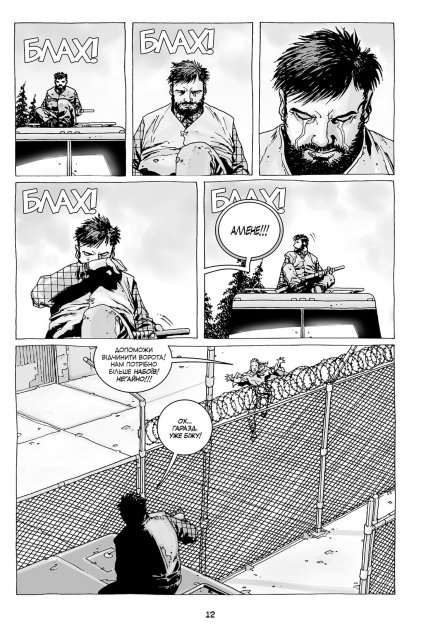 БЛАХ!
БЛАХ!
БЛАХ!
БЛАХ!
АЛЛЕНЕ!!!
ДОПОМОЖИ
ВІДЧИНИТИ ВОРОТА!
НАМ ПОТРІБНО
БІЛЬШЕ НАБОЇВ!
НЕГАЙНО!!!
ОХ...
ГАРАЗД.
УЖЕ БІЖУ!
12